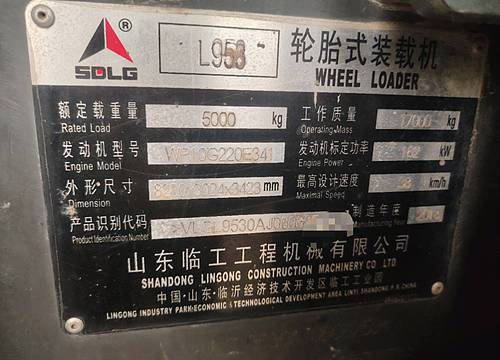 SDLG
L953
轮胎式装载机
WHEEL LOADER
额定载重量 5000 kg
Rated Load
工作质量 17000 kg
Operating Mass
发动机型号 WP10G220E341
Engine Model
发动机标定功率 162 kW
Engine Power
外形尺寸 mm
Dimension
最高设计速度 km/h
产品识别代码
Product Identification Number
制造年度
Manufacturing Year
山东临工工程机械有限公司
SHANDONG LINGONG CONSTRUCTION MACHINERY CO LTD.
中国·山东·临沂经济技术开发区临工工业园
LINGONG INDUSTRY PARK·ECONOMIC & TECHNOLOGICAL DEVELOPMENT AREA LINYI SHANDONG P.R.CHINA